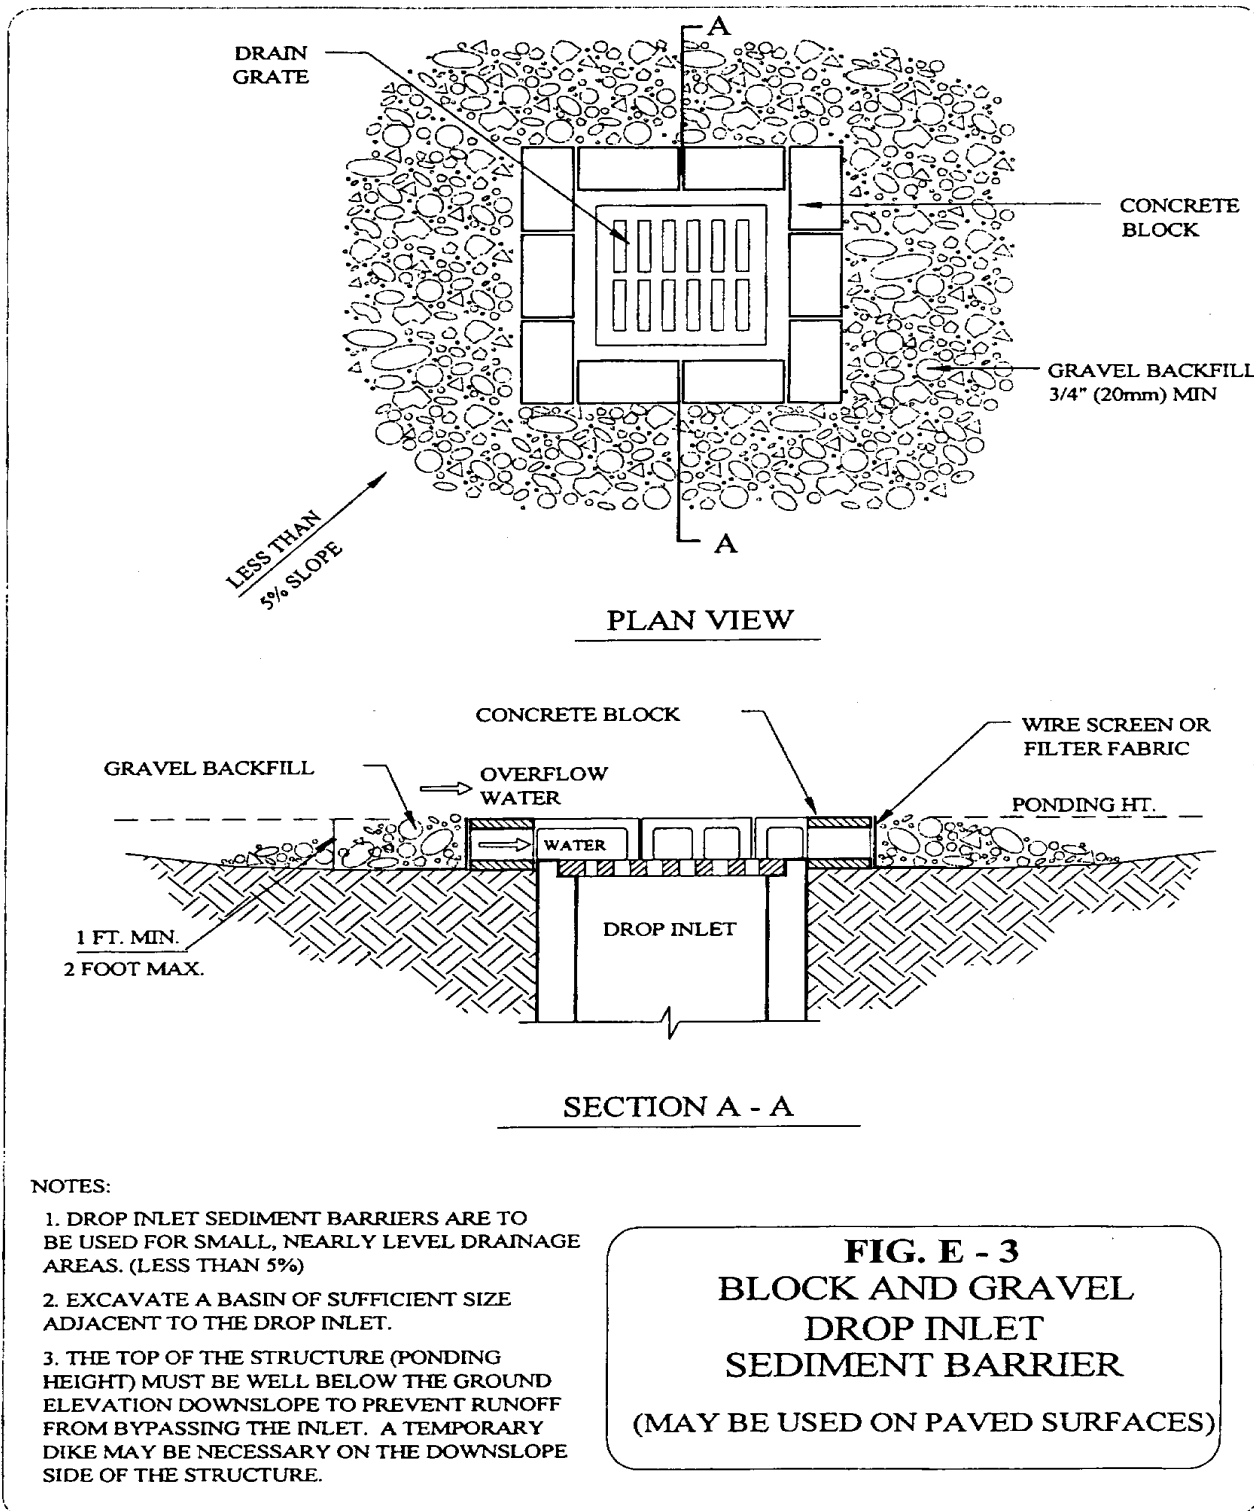 A
DRAIN
GRATE
CONCRETE
BLOCK
GRAVEL BACKFILL
3/4" (20mm) MIN
LESS THAN
5% SLOPE
A
PLAN VIEW
CONCRETE BLOCK
WIRE SCREEN OR
FILTER FABRIC
GRAVEL BACKFILL
OVERFLOW
WATER
PONDING HT.
WATER
1 FT. MIN.
2 FOOT MAX.
DROP INLET
SECTION A - A
NOTES:
1. DROP INLET SEDIMENT BARRIERS ARE TO
BE USED FOR SMALL, NEARLY LEVEL DRAINAGE
AREAS. (LESS THAN 5%)
2. EXCAVATE A BASIN OF SUFFICIENT SIZE
ADJACENT TO THE DROP INLET.
3. THE TOP OF THE STRUCTURE (PONDING
HEIGHT) MUST BE WELL BELOW THE GROUND
ELEVATION DOWNSLOPE TO PREVENT RUNOFF
FROM BYPASSING THE INLET. A TEMPORARY
DIKE MAY BE NECESSARY ON THE DOWNSLOPE
SIDE OF THE STRUCTURE.
FIG. E - 3
BLOCK AND GRAVEL
DROP INLET
SEDIMENT BARRIER
(MAY BE USED ON PAVED SURFACES)